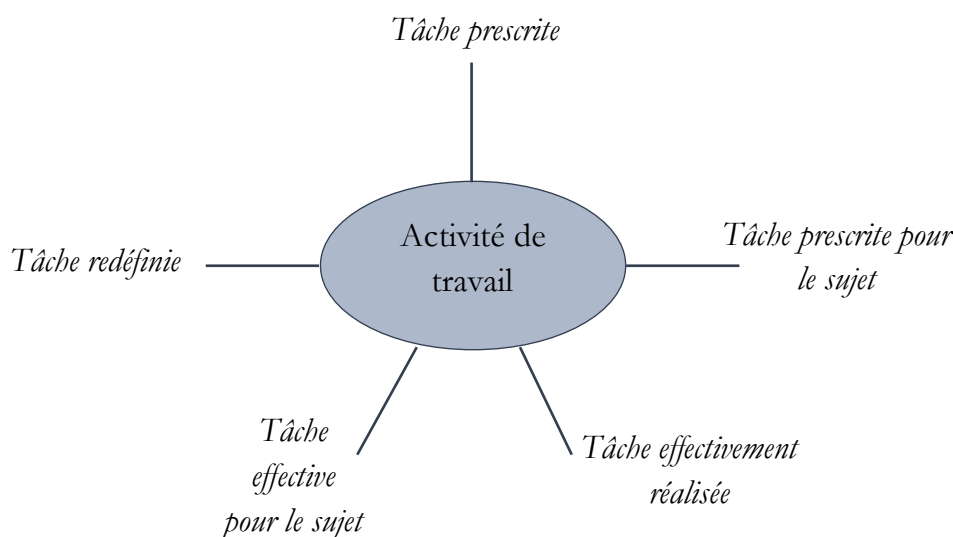 Tâche prescrite
Activité de
travail
Tâche prescrite pour
le sujet
Tâche redéfinie
Tâche
effective
pour le sujet
Tâche effectivement
réalisée